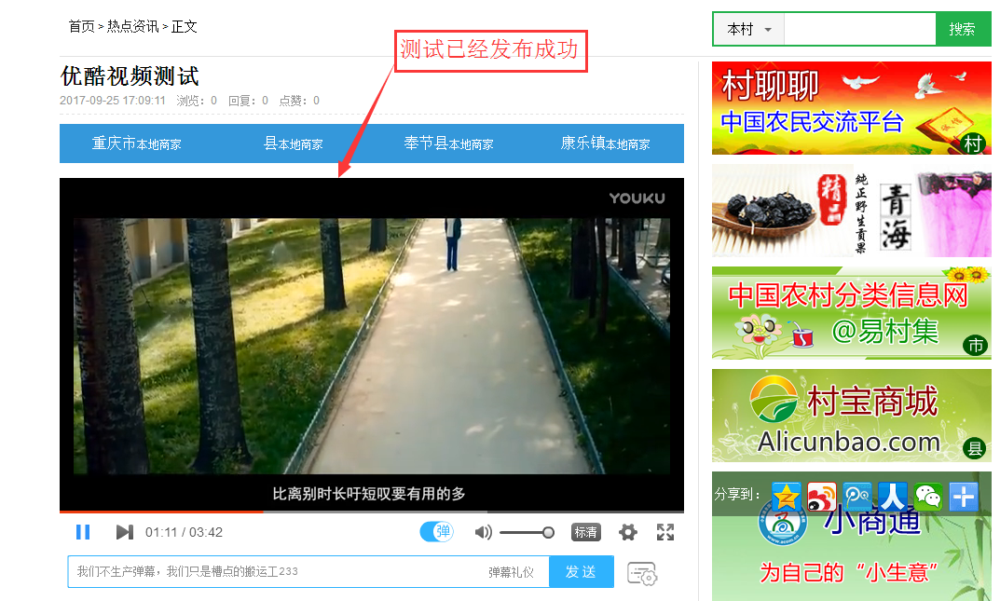 首页 > 热点资讯 > 正文
本村
搜索
测试已经发布成功
优酷视频测试
2017-09-25 17:09:11 浏览：0 回复：0 点赞：0
重庆市本地商家 县本地商家 奉节县本地商家 康乐镇本地商家
YOUKU
比离别时长吁短叹要有用的多
01:11 / 03:42
弹
标清
我们不生产弹幕，我们只是槽点的搬运工233
弹幕礼仪
发送
村聊聊
中国农民交流平台
村
精品
純正野生貢果
青海
中国农村分类信息网
@易村集
市
村宝商城
Alicunbao.com
县
分享到：
小商通
为自己的“小生意”